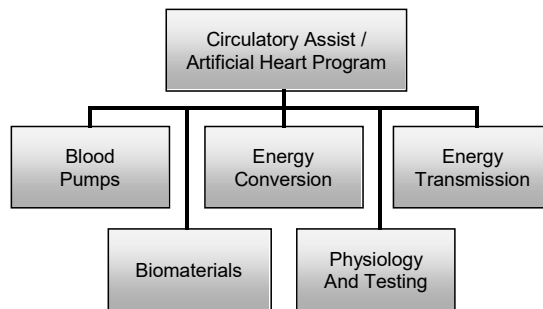 Circulatory Assist /
Artificial Heart Program
Blood
Pumps
Energy
Conversion
Energy
Transmission
Biomaterials
Physiology
And Testing